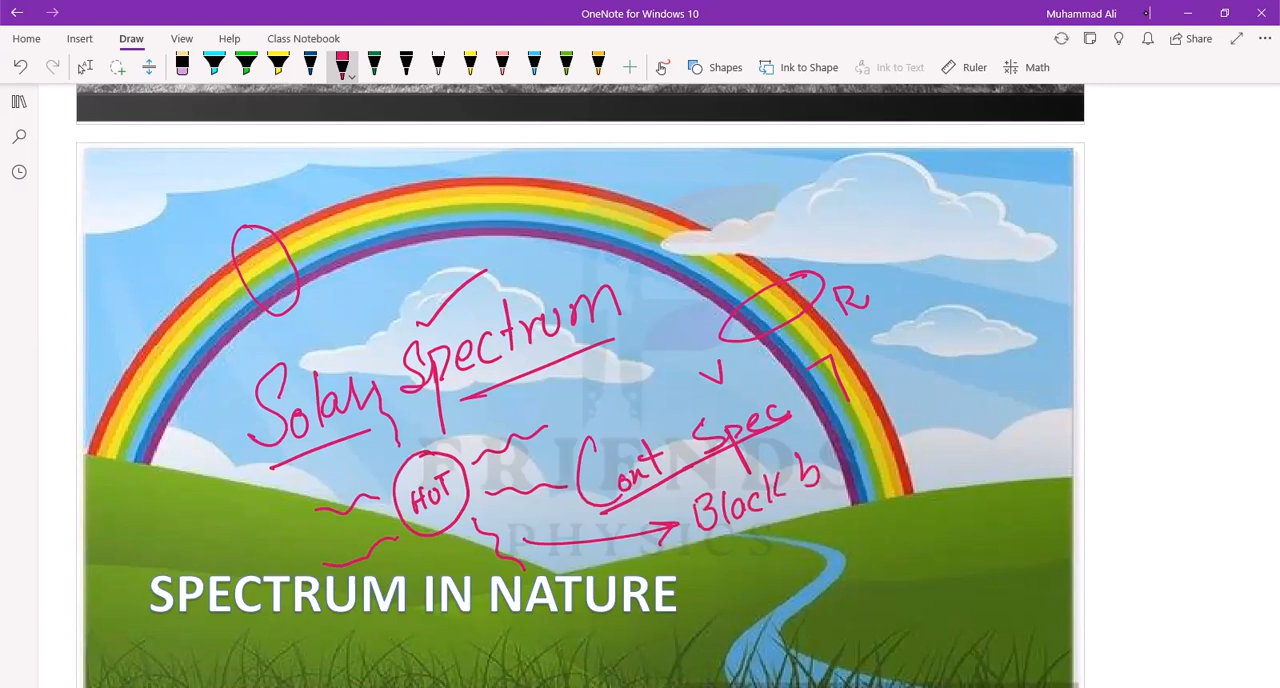 OneNote for Windows 10
Muhammad Ali
Home Insert Draw View Help Class Notebook
Share
Shapes Ink to Shape Ink to Text Ruler Math
R
Solar Spectrum
V
Cont Spec
HOT
Black b
FRIENDS
PHYSICS
SPECTRUM IN NATURE